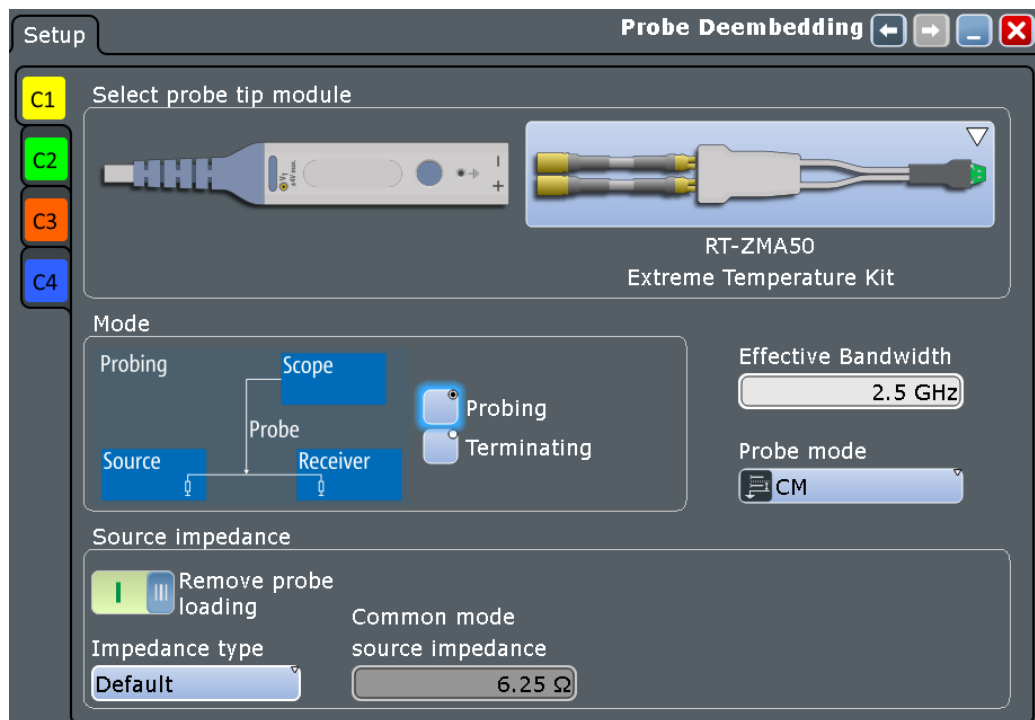 Setup
Probe Deembedding
C1
C2
C3
C4
Select probe tip module
- 
+
RT-ZMA50
Extreme Temperature Kit
Mode
Probing
Scope
Probe
Source
Receiver
Probing
Terminating
Effective Bandwidth
2.5 GHz
Probe mode
CM
Source impedance
I
Remove probe
loading
Impedance type
Default
Common mode
source impedance
6.25 Ω